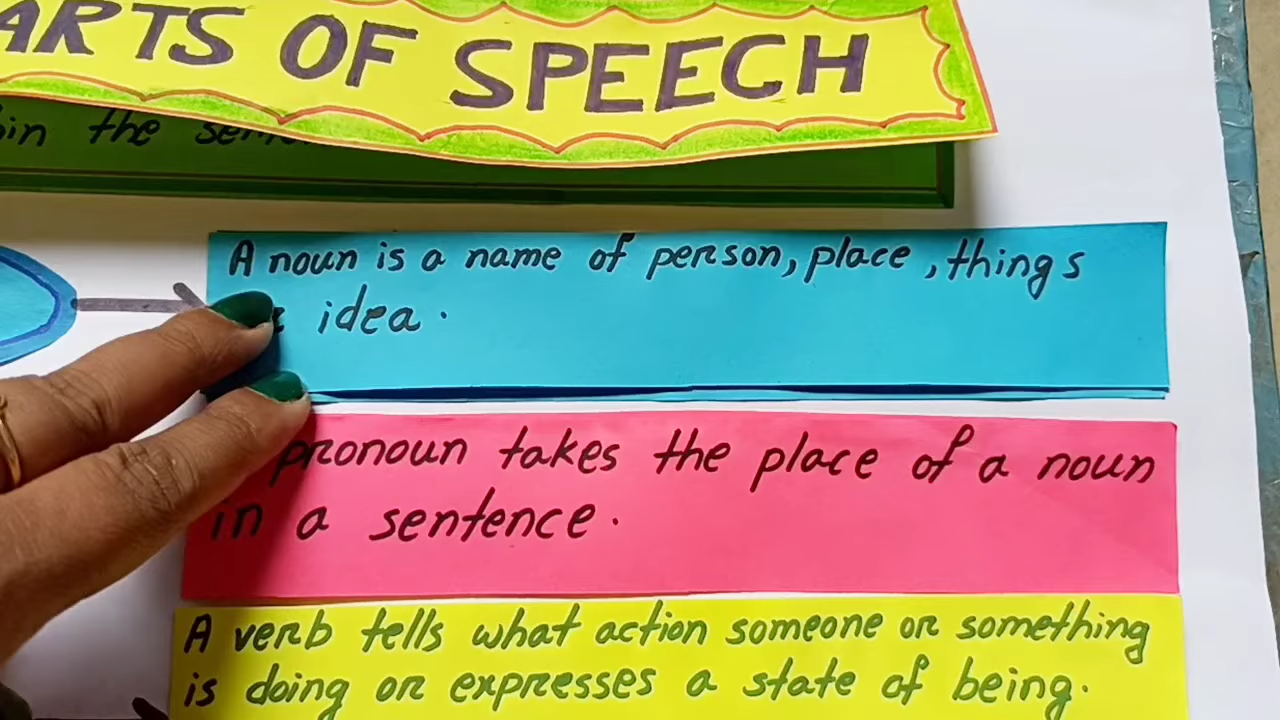 ARTS OF SPEECH
in the
A noun is a name of person, place, things
idea.
pronoun takes the place of a noun
in a sentence.
A verb tells what action someone or something
is doing or expresses a state of being.